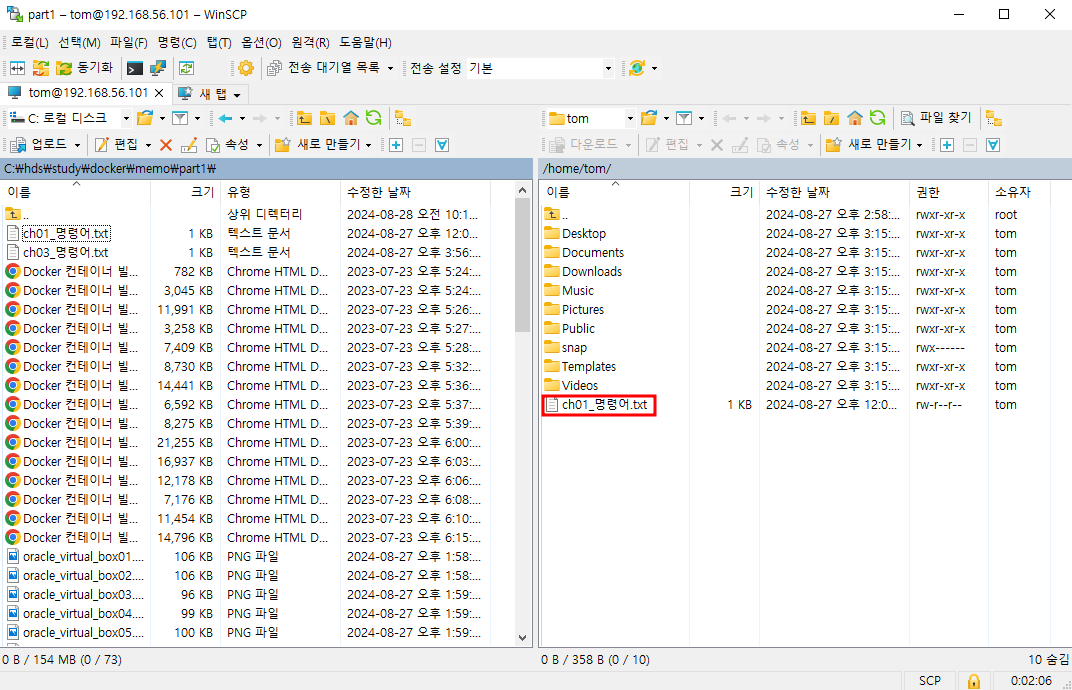 part1 – tom@192.168.56.101 – WinSCP
로컬(L) 선택(M) 파일(F) 명령(C) 탭(T) 옵션(O) 원격(R) 도움말(H)
동기화 전송 대기열 목록 전송 설정 기본
tom@192.168.56.101 새 탭
C: 로컬 디스크 tom 파일 찾기
업로드 편집 속성 새로 만들기 다운로드 편집 속성 새로 만들기
C:₩hds₩study₩docker₩memo₩part1₩ /home/tom/
이름 크기 유형 수정한 날짜 이름 크기 수정한 날짜 권한 소유자
.. 상위 디렉터리 2024-08-28 오전 10:1... .. 2024-08-27 오후 2:58:... rwxr-xr-x root
ch01_명령어.txt 1 KB 텍스트 문서 2024-08-27 오후 12:0... Desktop 2024-08-27 오후 3:15:... rwxr-xr-x tom
ch03_명령어.txt 1 KB 텍스트 문서 2024-08-27 오후 3:56:... Documents 2024-08-27 오후 3:15:... rwxr-xr-x tom
Docker 컨테이너 빌... 782 KB Chrome HTML D... 2023-07-23 오후 5:24:... Downloads 2024-08-27 오후 3:15:... rwxr-xr-x tom
Docker 컨테이너 빌... 3,045 KB Chrome HTML D... 2023-07-23 오후 5:24:... Music 2024-08-27 오후 3:15:... rwxr-xr-x tom
Docker 컨테이너 빌... 11,991 KB Chrome HTML D... 2023-07-23 오후 5:26:... Pictures 2024-08-27 오후 3:15:... rwxr-xr-x tom
Docker 컨테이너 빌... 3,258 KB Chrome HTML D... 2023-07-23 오후 5:27:... Public 2024-08-27 오후 3:15:... rwxr-xr-x tom
Docker 컨테이너 빌... 7,409 KB Chrome HTML D... 2023-07-23 오후 5:28:... snap 2024-08-27 오후 3:15:... rwx------ tom
Docker 컨테이너 빌... 8,730 KB Chrome HTML D... 2023-07-23 오후 5:32:... Templates 2024-08-27 오후 3:15:... rwxr-xr-x tom
Docker 컨테이너 빌... 14,441 KB Chrome HTML D... 2023-07-23 오후 5:36:... Videos 2024-08-27 오후 3:15:... rwxr-xr-x tom
Docker 컨테이너 빌... 6,592 KB Chrome HTML D... 2023-07-23 오후 5:37:... ch01_명령어.txt 1 KB 2024-08-27 오후 12:0... rw-r--r-- tom
Docker 컨테이너 빌... 8,275 KB Chrome HTML D... 2023-07-23 오후 5:39:...
Docker 컨테이너 빌... 21,255 KB Chrome HTML D... 2023-07-23 오후 6:00:...
Docker 컨테이너 빌... 16,937 KB Chrome HTML D... 2023-07-23 오후 6:03:...
Docker 컨테이너 빌... 12,178 KB Chrome HTML D... 2023-07-23 오후 6:06:...
Docker 컨테이너 빌... 7,176 KB Chrome HTML D... 2023-07-23 오후 6:08:...
Docker 컨테이너 빌... 11,454 KB Chrome HTML D... 2023-07-23 오후 6:10:...
Docker 컨테이너 빌... 14,796 KB Chrome HTML D... 2023-07-23 오후 6:15:...
oracle_virtual_box01.... 106 KB PNG 파일 2024-08-27 오후 1:58:...
oracle_virtual_box02.... 106 KB PNG 파일 2024-08-27 오후 1:58:...
oracle_virtual_box03.... 96 KB PNG 파일 2024-08-27 오후 1:59:...
oracle_virtual_box04.... 99 KB PNG 파일 2024-08-27 오후 1:59:...
oracle_virtual_box05.... 100 KB PNG 파일 2024-08-27 오후 1:59:...
0 B / 154 MB (0 / 73) 0 B / 358 B (0 / 10) 10 숨김
SCP 0:02:06